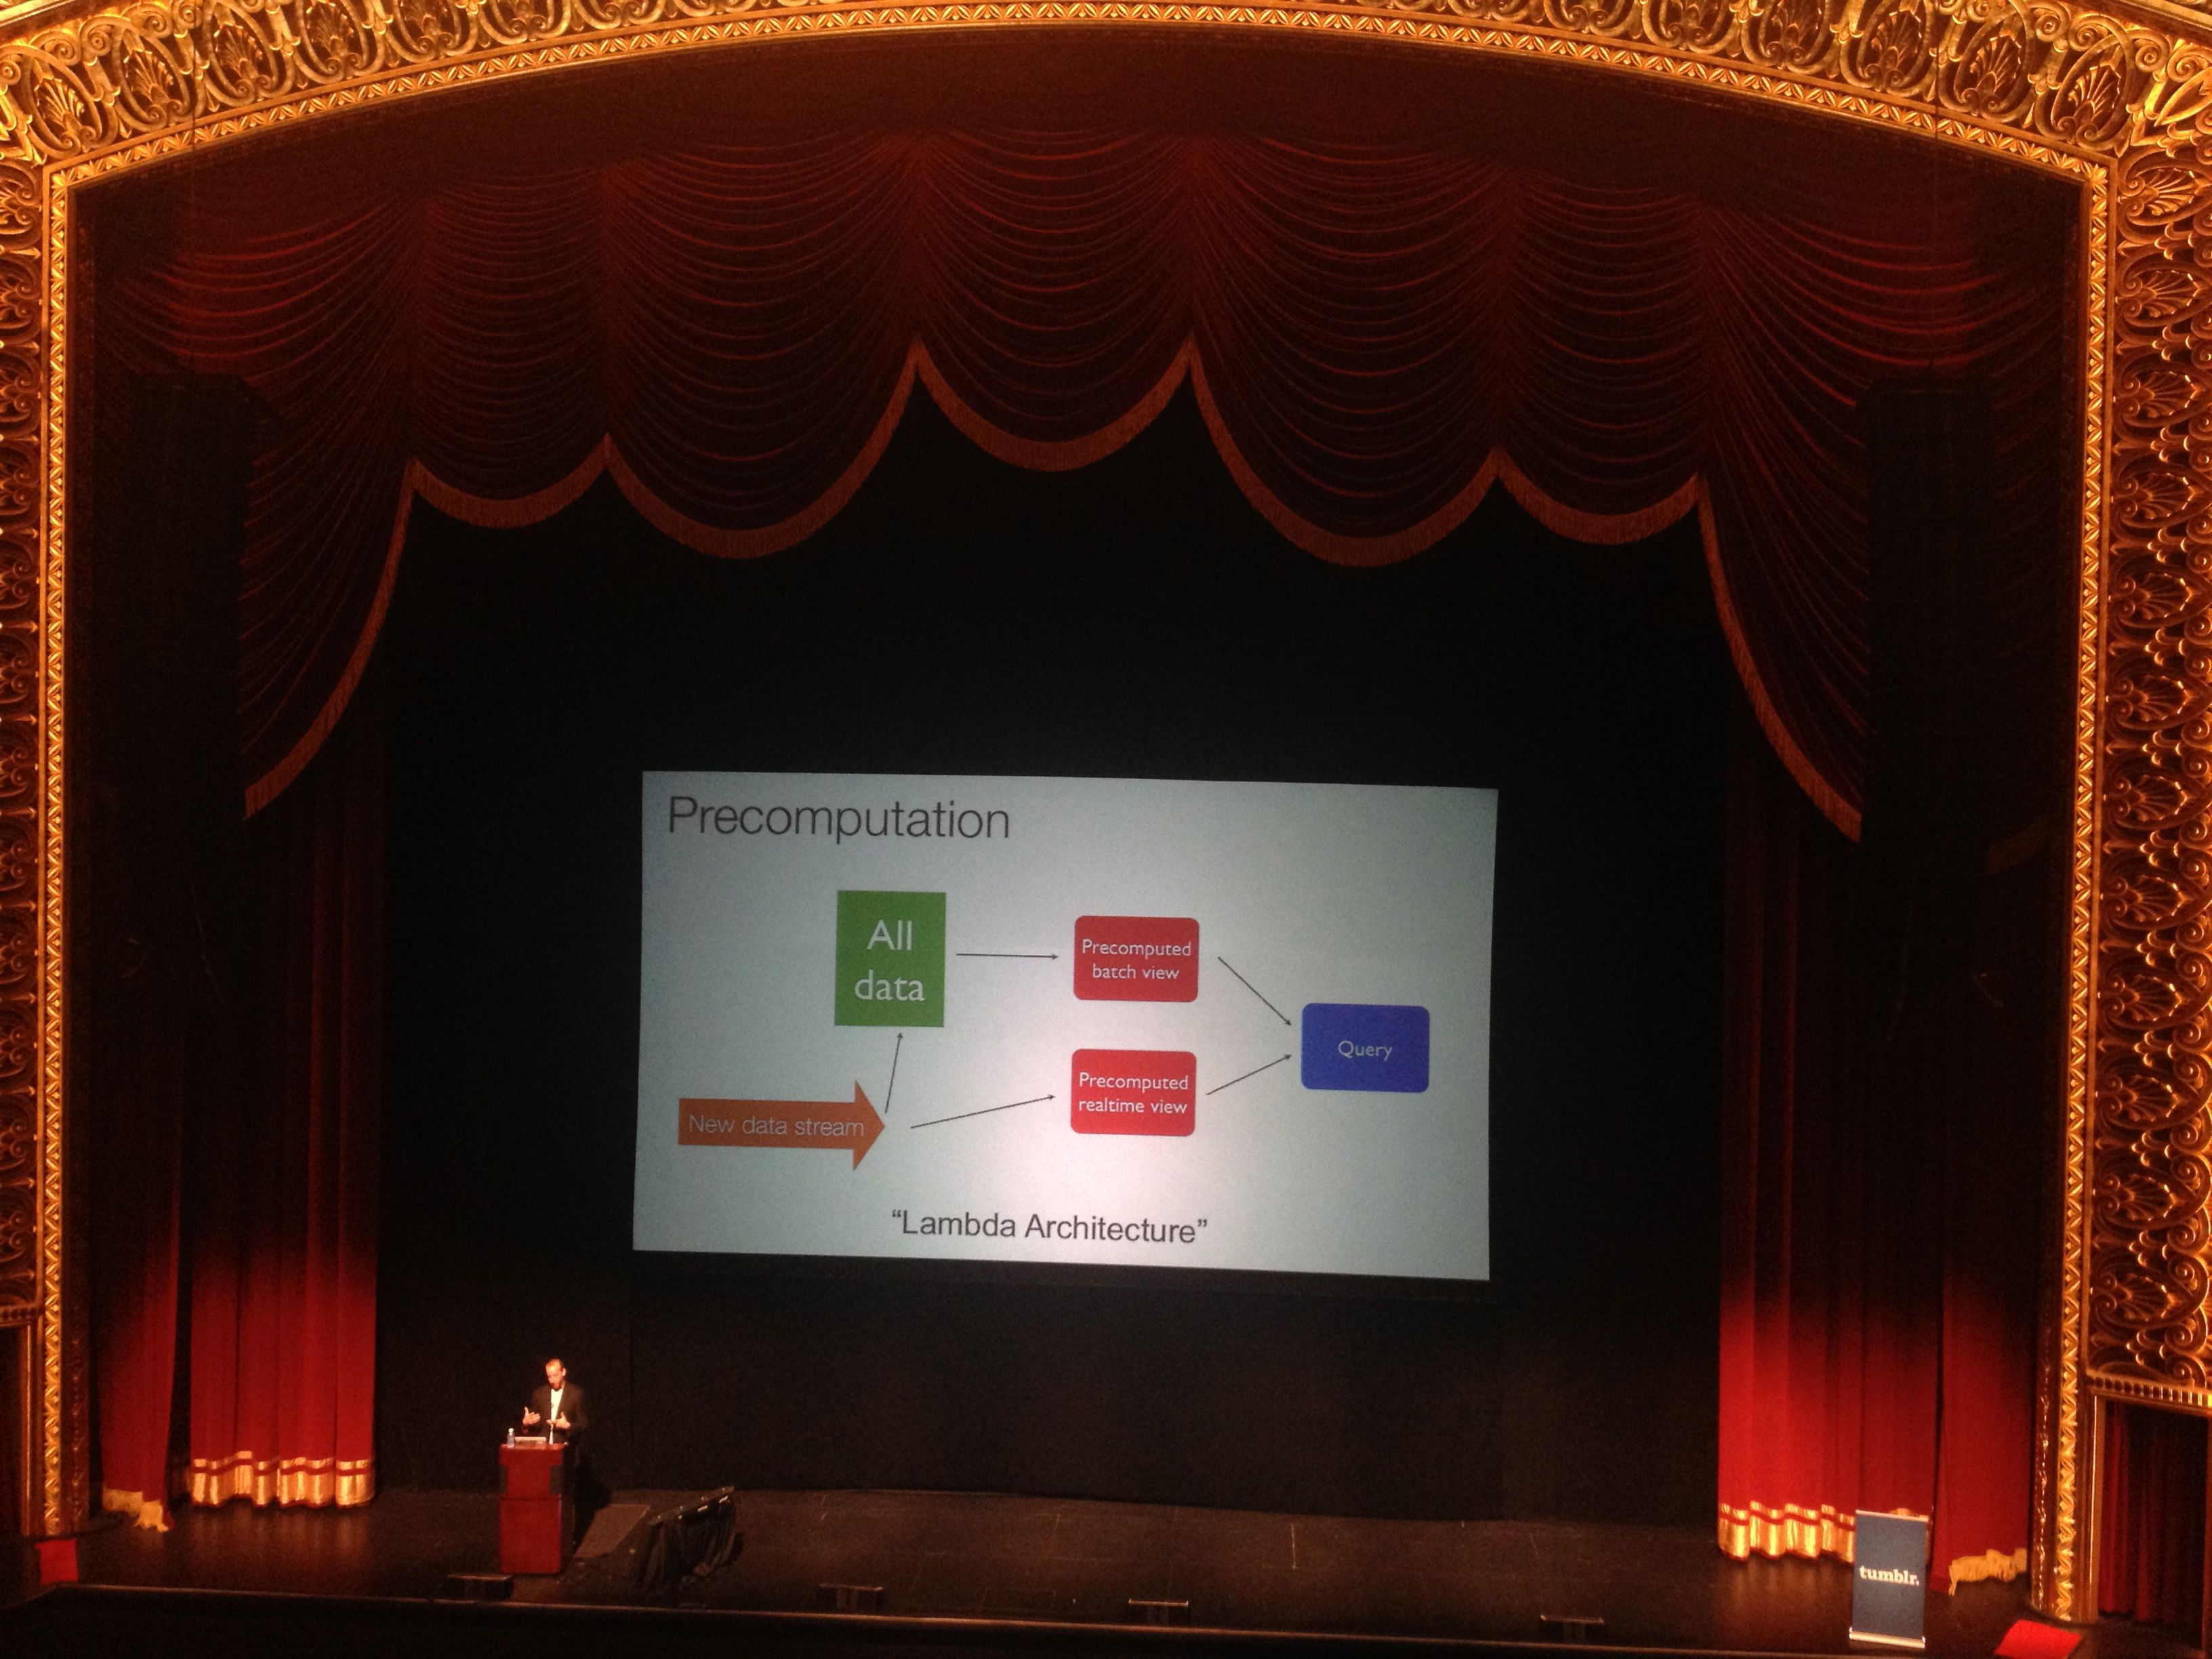 Precomputation
All
data
Precomputed
batch view
Query
Precomputed
realtime view
New data stream
“Lambda Architecture”
tumblr.